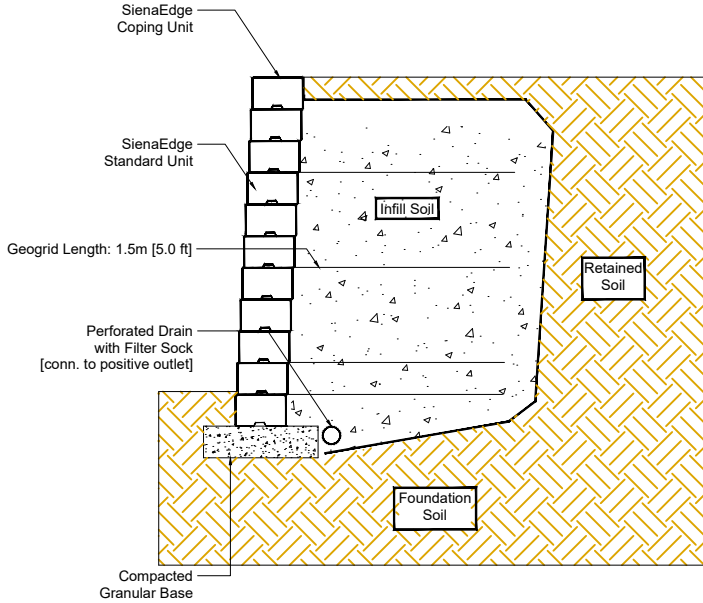 SienaEdge
Coping Unit
SienaEdge
Standard Unit
Infill Soil
Geogrid Length: 1.5m [5.0 ft]
Retained
Soil
Perforated Drain
with Filter Sock
[conn. to positive outlet]
Foundation
Soil
Compacted
Granular Base